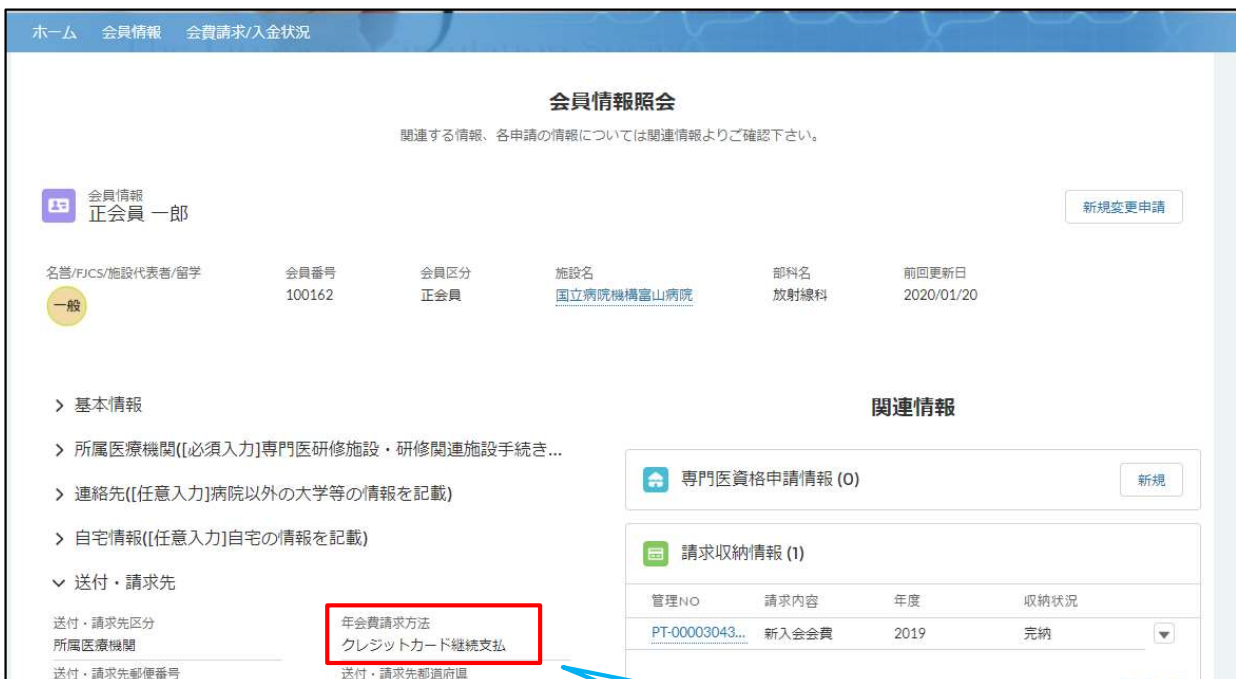 ホーム 会員情報 会費請求/入金状況
会員情報照会
関連する情報、各申請の情報については関連情報よりご確認下さい。
会員情報
正会員 一郎
新規変更申請
名誉/FJCS/施設代表者/留学 会員番号 会員区分 施設名 部科名 前回更新日
一般 100162 正会員 国立病院機構富山病院 放射線科 2020/01/20
基本情報
所属医療機関([必須入力]専門医研修施設・研修関連施設手続き...
連絡先([任意入力]病院以外の大学等の情報を記載)
自宅情報([任意入力]自宅の情報を記載)
送付・請求先
送付・請求先区分 年会費請求方法
所属医療機関 クレジットカード継続支払
送付・請求先郵便番号 送付・請求先都道府県
関連情報
専門医資格申請情報 (0) 新規
請求収納情報 (1)
管理NO 請求内容 年度 収納状況
PT-00003043... 新入会会費 2019 完納